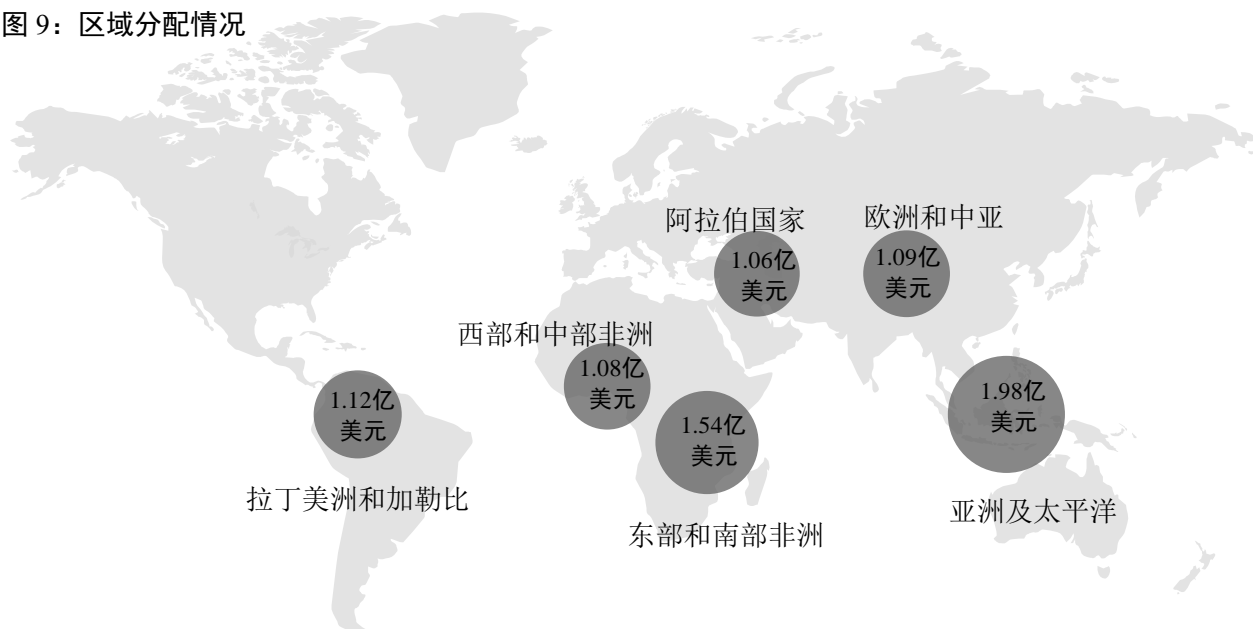 图 9：区域分配情况
阿拉伯国家
1.06亿
美元
欧洲和中亚
1.09亿
美元
西部和中部非洲
1.08亿
美元
1.12亿
美元
拉丁美洲和加勒比
1.54亿
美元
东部和南部非洲
1.98亿
美元
亚洲及太平洋